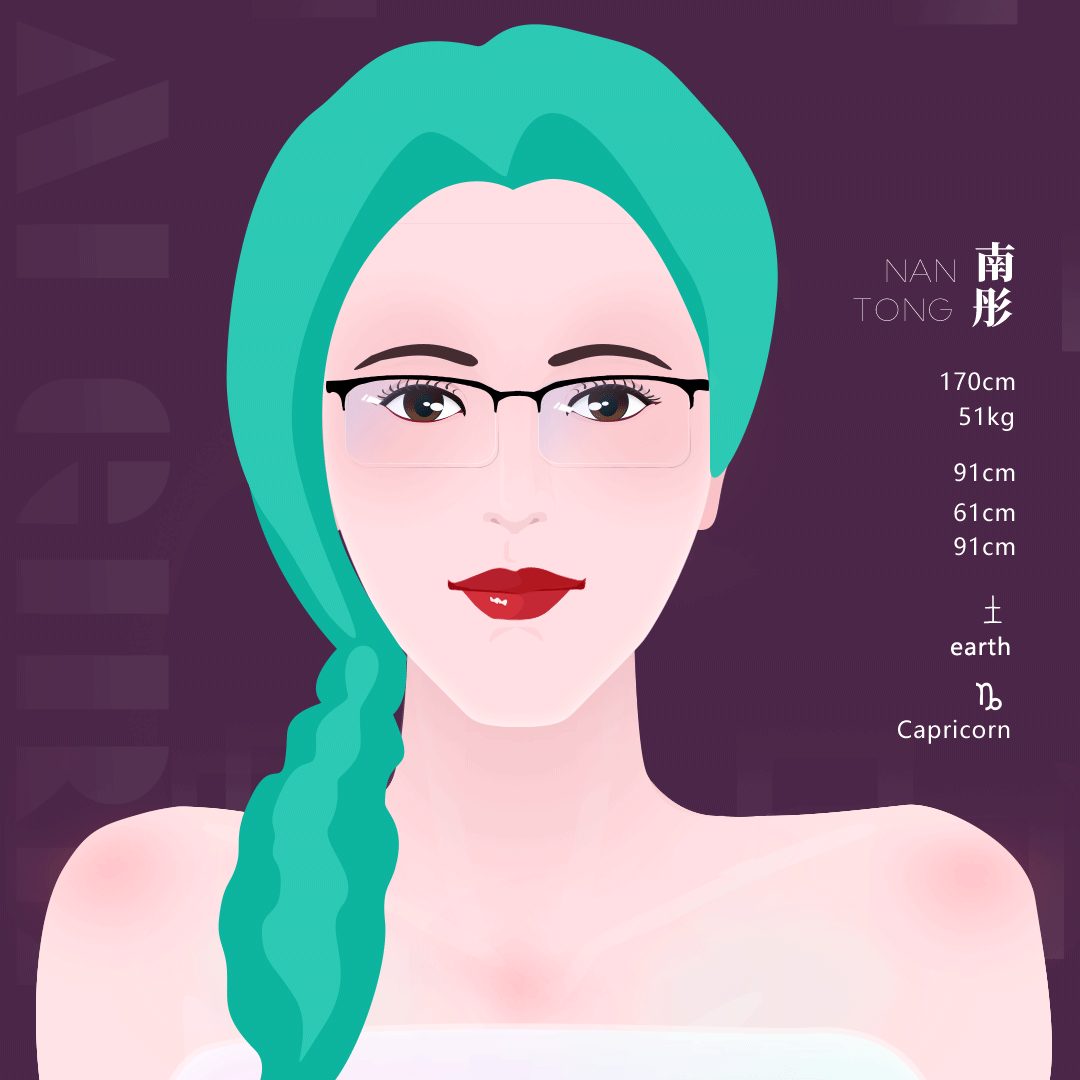 NAN
TONG
南彤
170cm
51kg
91cm
61cm
91cm
土
earth
♑
Capricorn